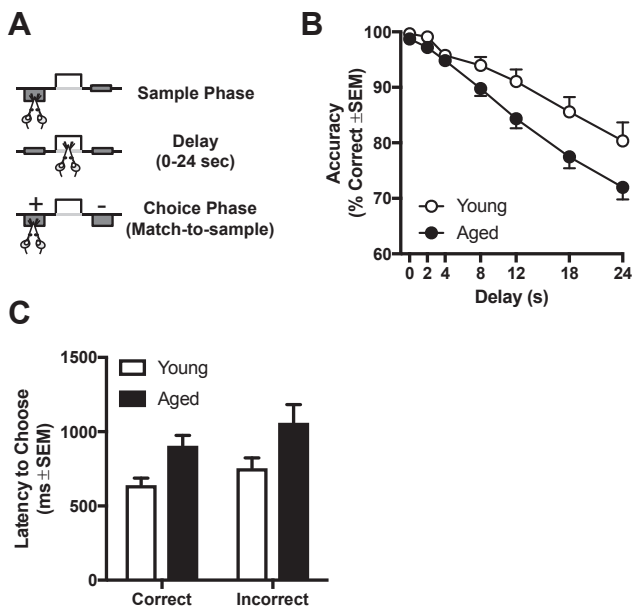 A
Sample Phase
Delay
(0-24 sec)
+ -
Choice Phase
(Match-to-sample)
B
Accuracy
(% Correct ±SEM)
100
90
80
70
60
Young
Aged
0 2 4 8 12 18 24
Delay (s)
C
Latency to Choose
(ms ±SEM)
1500
1000
500
0
Young
Aged
Correct Incorrect